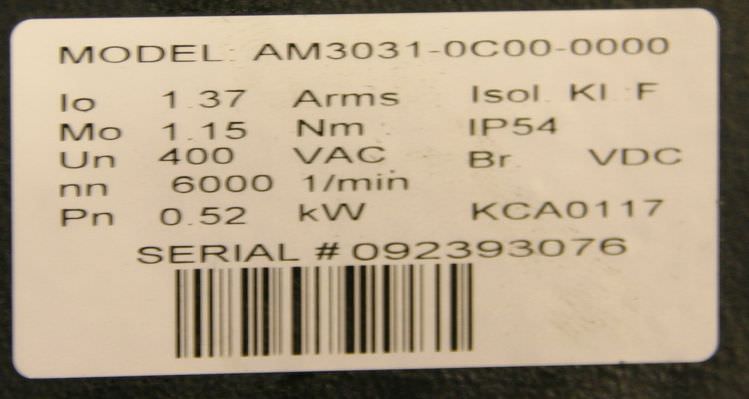 MODEL: AM3031-0C00-0000
Io 1.37 Arms Isol. Kl.:F
Mo 1.15 Nm IP54
Un 400 VAC Br. VDC
nn 6000 1/min
Pn 0.52 kW KCA0117
SERIAL # 092393076